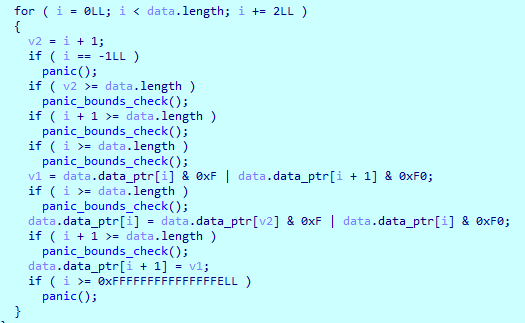 for ( i = 0LL; i < data.length; i += 2LL )
{
v2 = i + 1;
if ( i == -1LL )
panic();
if ( v2 >= data.length )
panic_bounds_check();
if ( i + 1 >= data.length )
panic_bounds_check();
if ( i >= data.length )
panic_bounds_check();
v1 = data.data_ptr[i] & 0xF | data.data_ptr[i + 1] & 0xF0;
if ( i >= data.length )
panic_bounds_check();
data.data_ptr[i] = data.data_ptr[v2] & 0xF | data.data_ptr[i] & 0xF0;
if ( i + 1 >= data.length )
panic_bounds_check();
data.data_ptr[i + 1] = v1;
if ( i >= 0xFFFFFFFFFFFFFFFELL )
panic();
}